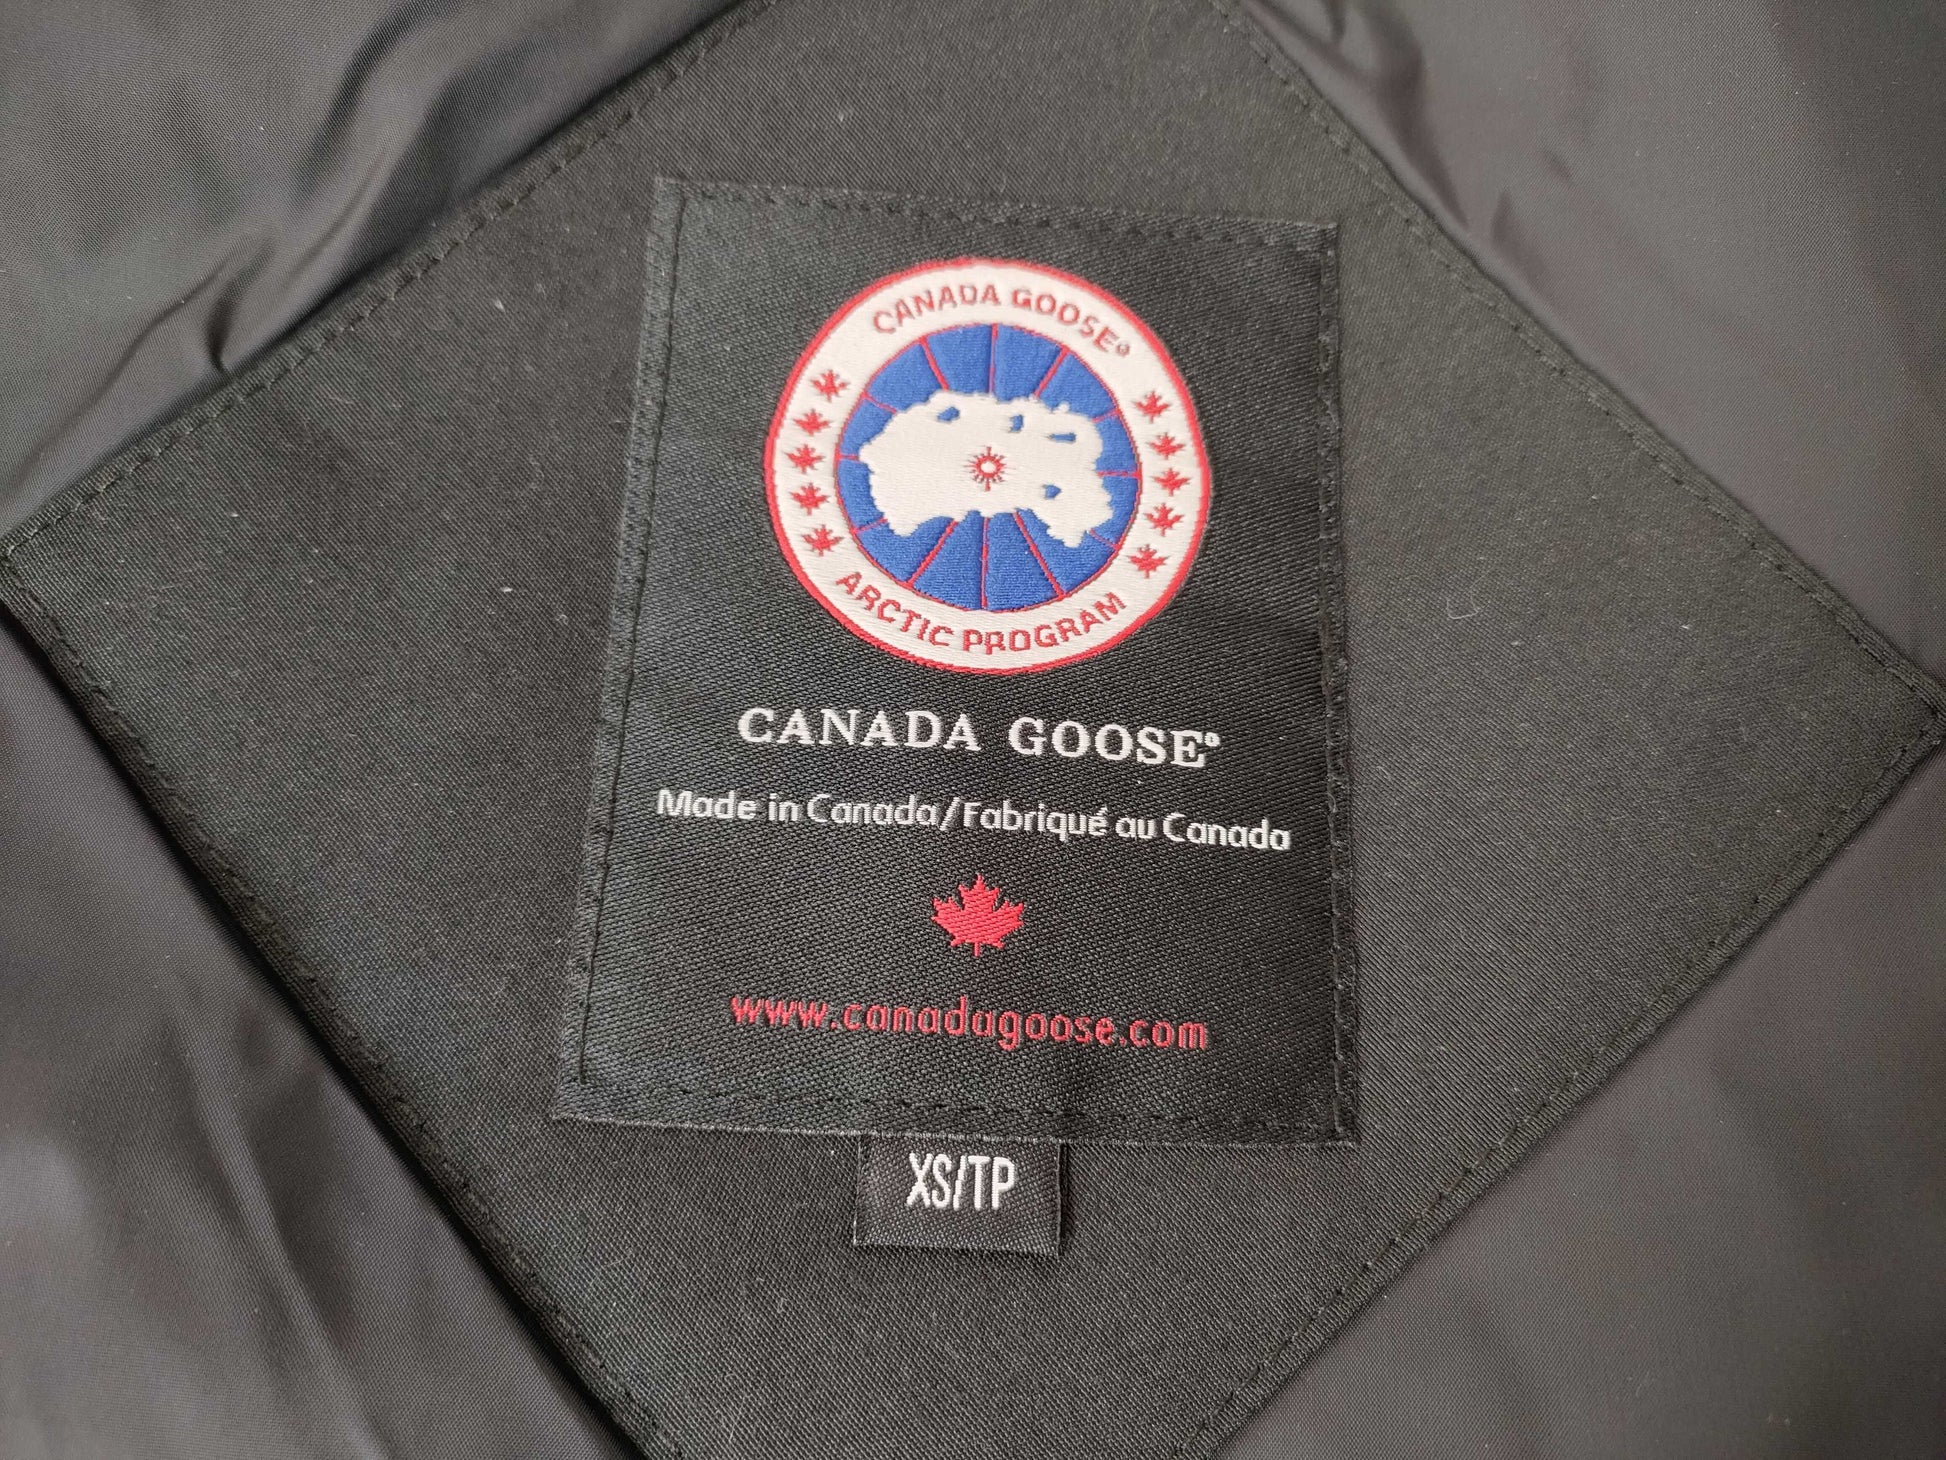 CANADA GOOSE®
ARCTIC PROGRAM
CANADA GOOSE®
Made in Canada/Fabriqué au Canada
www.canadagoose.com
XS/TP